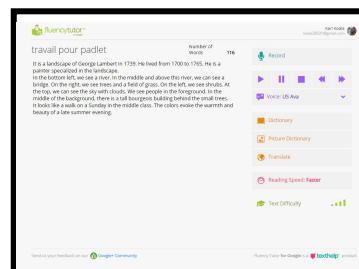 fluencytutor
travail pour padlet
Number of
Words
116
It is a landscape of George Lambert in 1739. He lived from 1700 to 1765. He is a
painter specialized in the landscape.
In the bottom left, we see a river. In the middle and above this river, we can see a
bridge. On the right, we see trees and a field of grass. On the left, we see shrubs. At
the top, we can see the sky with clouds. We see people in the foreground. In the
middle of the background, there is a tall bourgeois building behind the small trees.
It looks like a walk on a Sunday in the middle class. The colors evoke the warmth and
beauty of a late summer evening.
Record
Voice: US Ava
Dictionary
Picture Dictionary
Translate
Reading Speed: Faster
Text Difficulty
Send us your feedback on our Google+ Community
Fluency Tutor for Google is a texthelp product